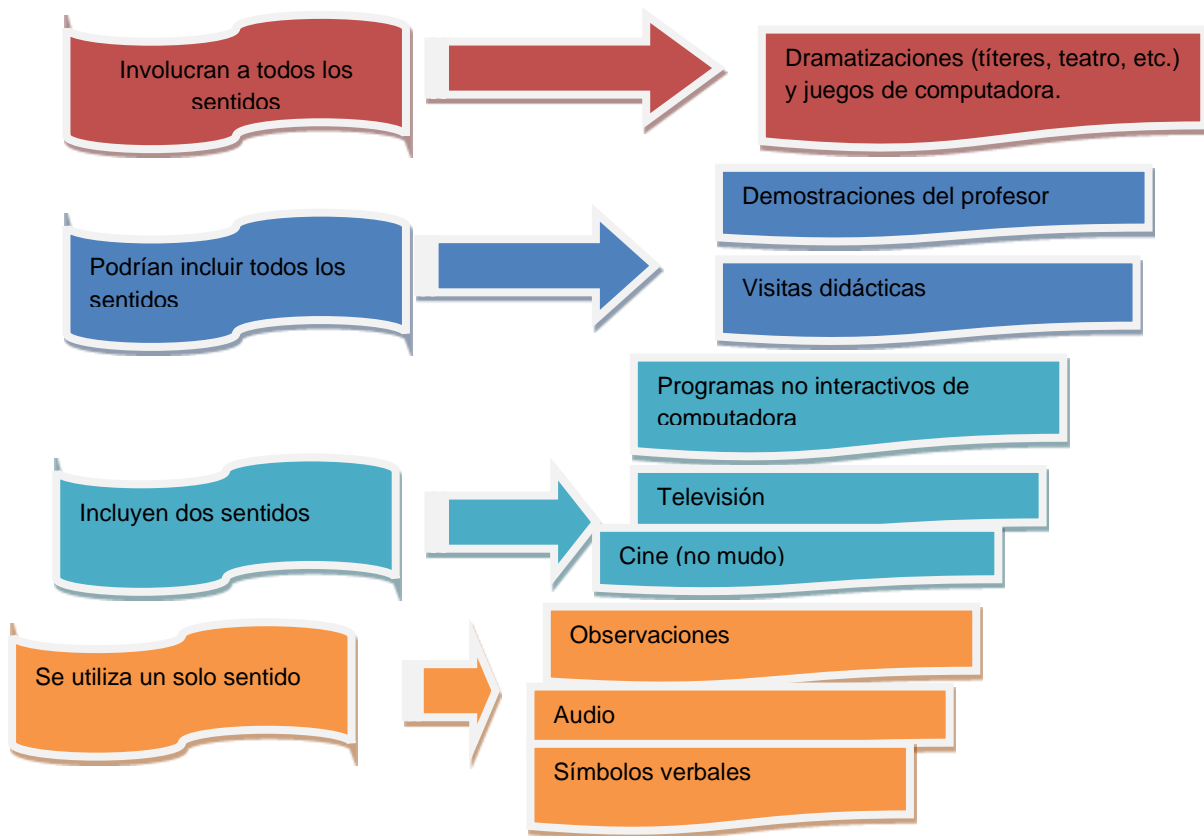 Involucran a todos los
sentidos
Dramatizaciones (títeres, teatro, etc.)
y juegos de computadora.
Podrían incluir todos los
sentidos
Demostraciones del profesor
Visitas didácticas
Incluyen dos sentidos
Programas no interactivos de
computadora
Televisión
Cine (no mudo)
Se utiliza un solo sentido
Observaciones
Audio
Símbolos verbales